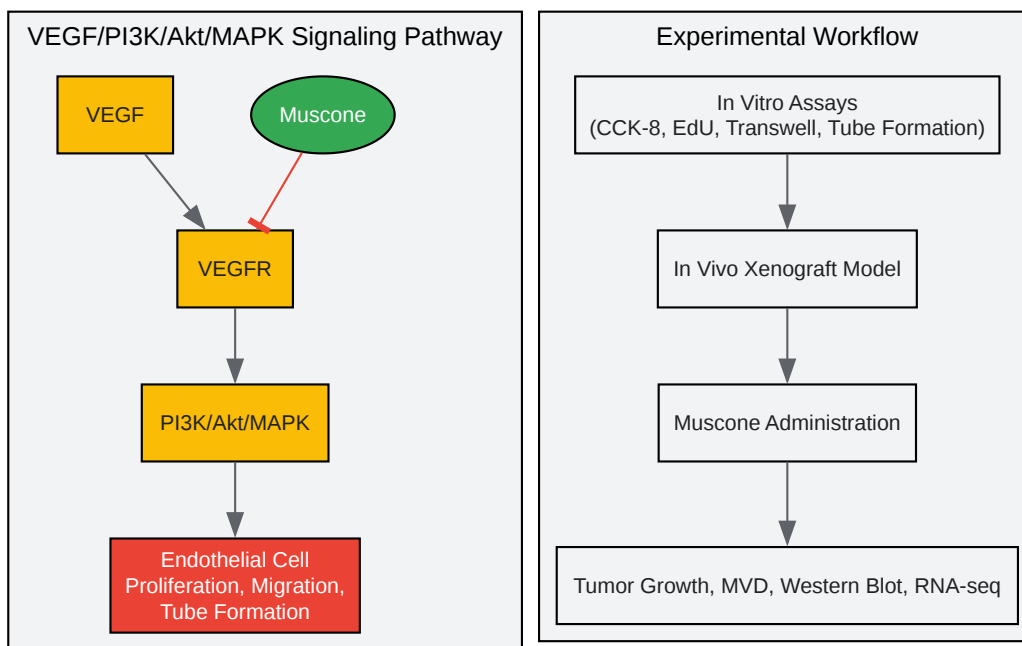 VEGF/PI3K/Akt/MAPK Signaling Pathway
VEGF
Muscone
VEGFR
PI3K/Akt/MAPK
Endothelial Cell
Proliferation, Migration,
Tube Formation
Experimental Workflow
In Vitro Assays
(CCK-8, EdU, Transwell, Tube Formation)
In Vivo Xenograft Model
Muscone Administration
Tumor Growth, MVD, Western Blot, RNA-seq